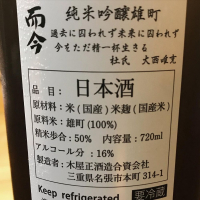 而今
純米吟醸雄町
過去に囚われず未来に囚われず
今をただ精一杯生きる
杜氏 大西唯克
品目：日本酒
原材料：米(国産)米麹(国産米)
原料米：雄町(100%)
精米歩合：50% 内容量：720ml
アルコール分：16%
製造者：木屋正酒造合資会社
三重県名張市本町 314-1
Keep refrigerated
要冷蔵